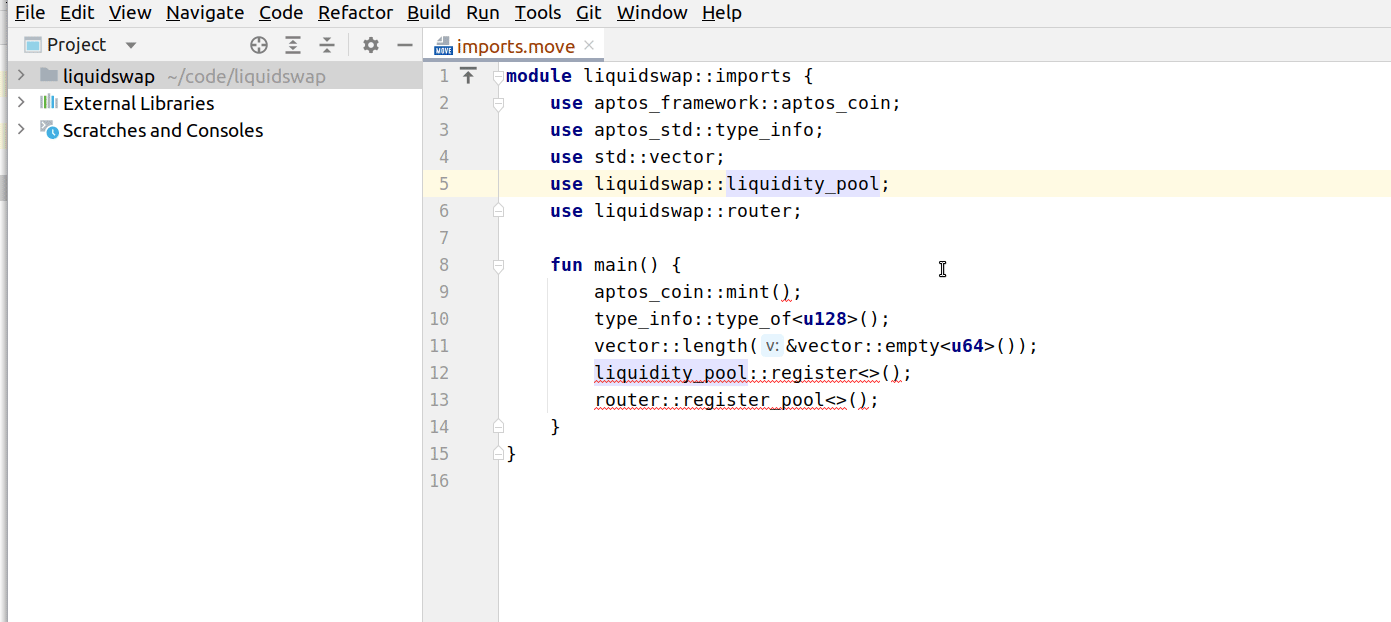 File Edit View Navigate Code Refactor Build Run Tools Git Window Help
Project
imports.move
liquidswap ~/code/liquidswap
External Libraries
Scratches and Consoles
MOVE
1 module liquidswap::imports {
2 use aptos_framework::aptos_coin;
3 use aptos_std::type_info;
4 use std::vector;
5 use liquidswap::liquidity_pool;
6 use liquidswap::router;
7
8 fun main() {
9 aptos_coin::mint();
10 type_info::type_of<u128>();
11 vector::length( v: &vector::empty<u64>());
12 liquidity_pool::register<>();
13 router::register_pool<>();
14 }
15 }
16